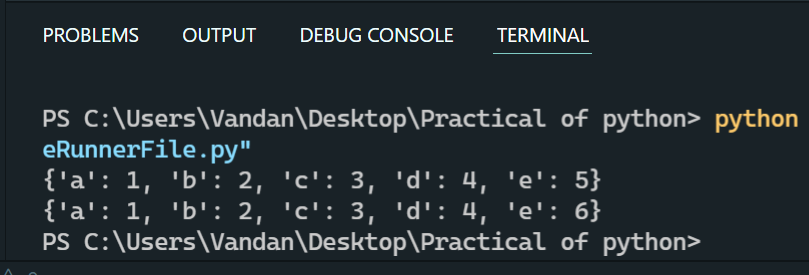 PROBLEMS OUTPUT DEBUG CONSOLE TERMINAL
PS C:\Users\Vandan\Desktop\Practical of python> python
eRunnerFile.py"
{'a': 1, 'b': 2, 'c': 3, 'd': 4, 'e': 5}
{'a': 1, 'b': 2, 'c': 3, 'd': 4, 'e': 6}
PS C:\Users\Vandan\Desktop\Practical of python>